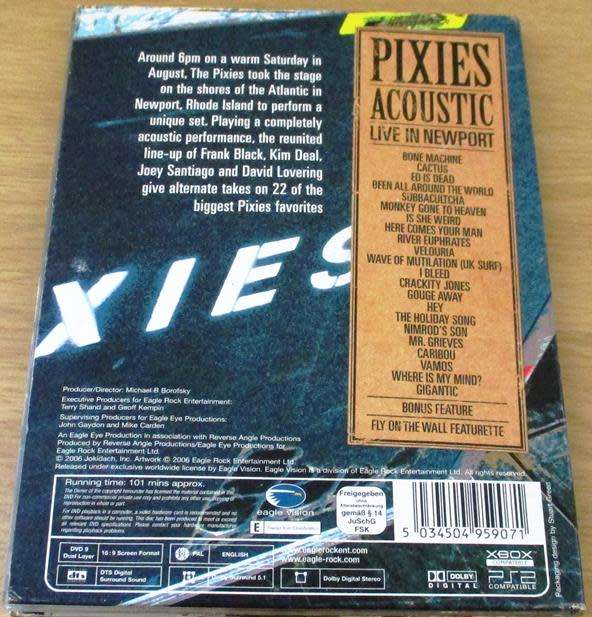 Around 6pm on a warm Saturday in
August, The Pixies took the stage
on the shores of the Atlantic in
Newport, Rhode Island to perform a
unique set. Playing a completely
acoustic performance, the reunited
line-up of Frank Black, Kim Deal,
Joey Santiago and David Lovering
give alternate takes on 22 of the
biggest Pixies favorites
XIES
PIXIES
ACOUSTIC
LIVE IN NEWPORT
BONE MACHINE
CACTUS
ED IS DEAD
BEEN ALL AROUND THE WORLD
SUBBACULTCHA
MONKEY GONE TO HEAVEN
IS SHE WEIRD
HERE COMES YOUR MAN
RIVER EUPHRATES
VELOURIA
WAVE OF MUTILATION (UK SURF)
I BLEED
CRACKITY JONES
GOUGE AWAY
HEY
THE HOLIDAY SONG
NIMROD'S SON
MR. GRIEVES
CARIBOU
VAMOS
WHERE IS MY MIND?
GIGANTIC
BONUS FEATURE
FLY ON THE WALL FEATURETTE
Producer/Director: Michael B Borofsky
Executive Producers for Eagle Rock Entertainment:
Terry Shand and Geoff Kempin
Supervising Producers for Eagle Eye Productions:
John Gaydon and Mike Carden
An Eagle Eye Production in association with Reverse Angle Productions
Produced by Reverse Angle Productions/Eagle Eye Productions for
Eagle Rock Entertainment Ltd.
© 2006 Jokidach, Inc. Artwork © 2006 Eagle Rock Entertainment Ltd.
Released under exclusive worldwide license by Eagle Vision. Eagle Vision is a division of Eagle Rock Entertainment Ltd. All rights reserved.
Running time: 101 mins approx.
eagle vision
E
Freigegeben
ohne
Altersbeschränkung
gemäß § 14
JuSchG
FSK
5 034504 959071
www.eaglerockent.com
www.eagle-rock.com
DVD 9
Dual Layer
16:9 Screen Format
PAL
ENGLISH
dts
DTS Digital
Surround Sound
Surround 5.1
Dolby Digital Stereo
DOLBY
DIGITAL
XBOX
COMPATIBLE
PS2
COMPATIBLE
Packaging design by Stuart Green